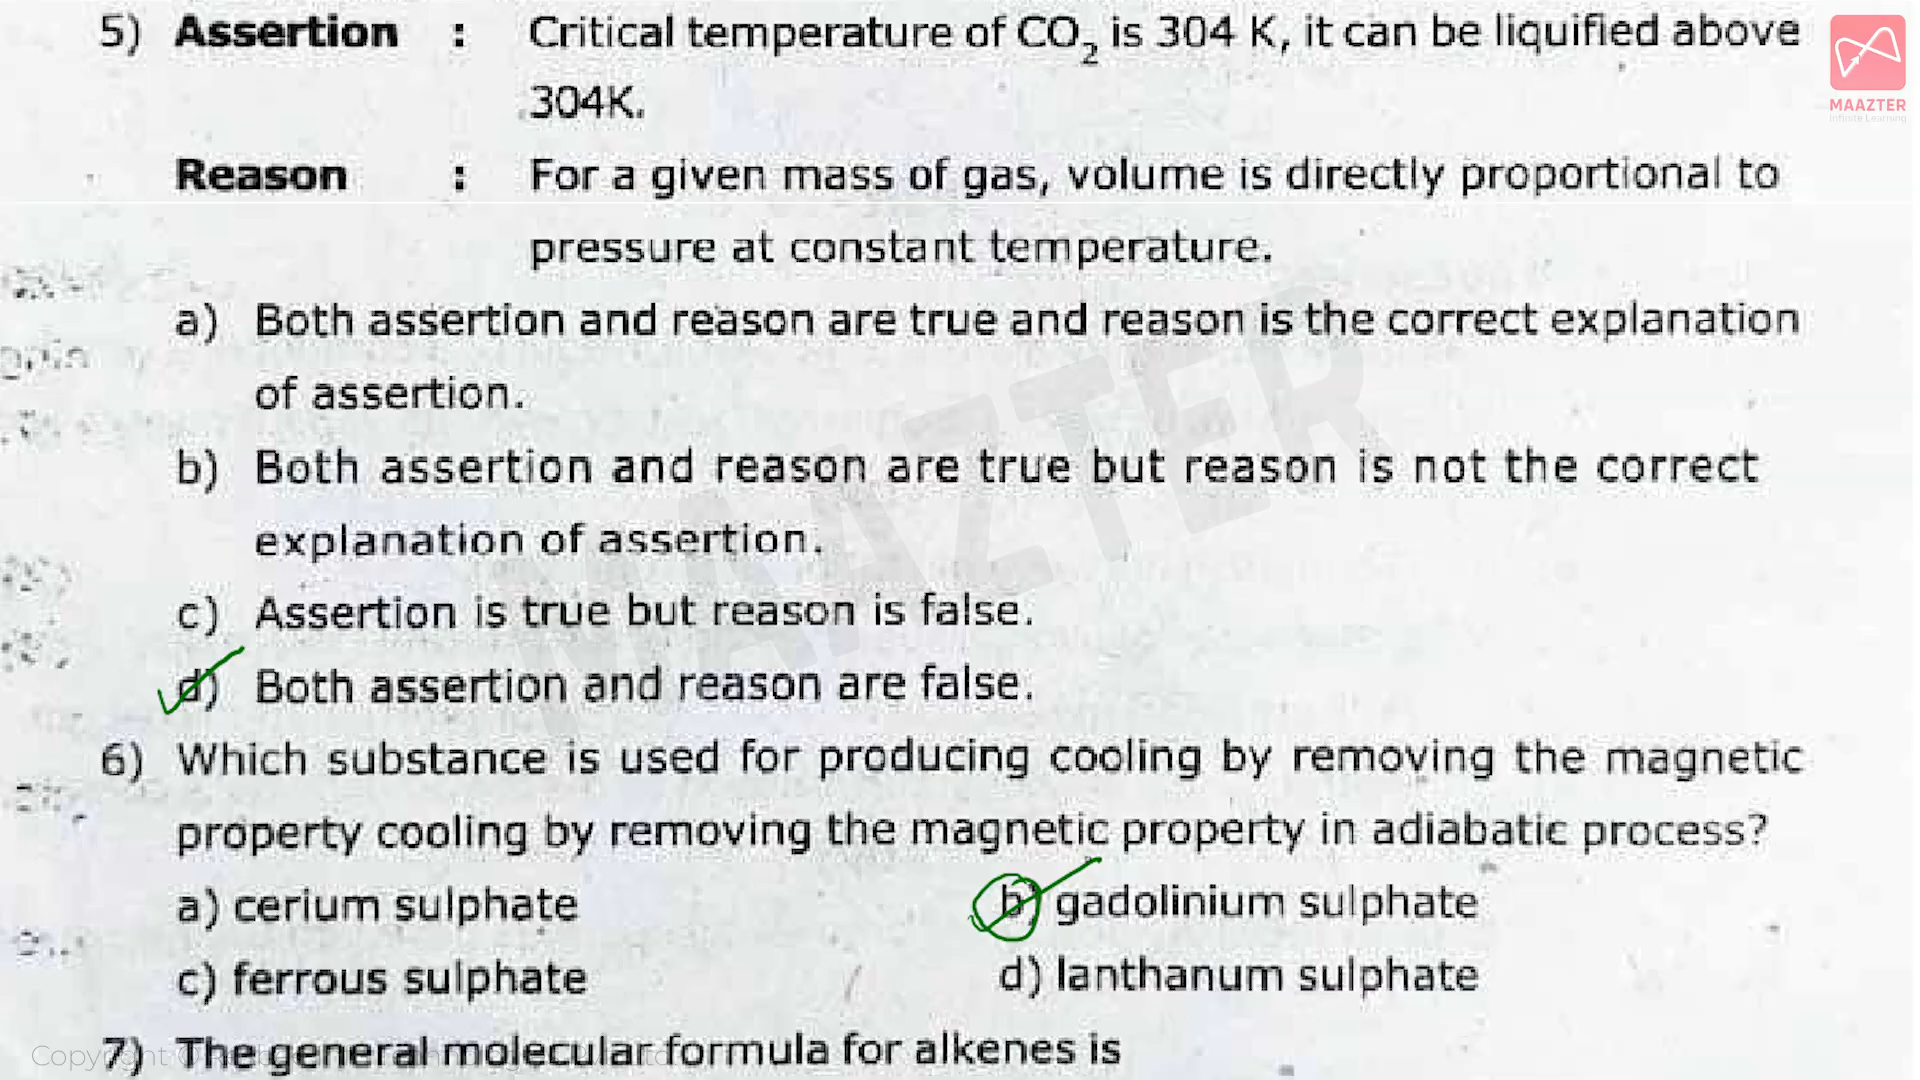 5) Assertion : Critical temperature of CO₂ is 304 K, it can be liquified above
304K.
Reason : For a given mass of gas, volume is directly proportional to
pressure at constant temperature.
a) Both assertion and reason are true and reason is the correct explanation
of assertion.
b) Both assertion and reason are true but reason is not the correct
explanation of assertion.
c) Assertion is true but reason is false.
d) Both assertion and reason are false.
6) Which substance is used for producing cooling by removing the magnetic
property cooling by removing the magnetic property in adiabatic process?
a) cerium sulphate b) gadolinium sulphate
c) ferrous sulphate d) lanthanum sulphate
7) The general molecular formula for alkenes is
MAAZTER
Infinite Learning
MAAZTER
Copyright ©